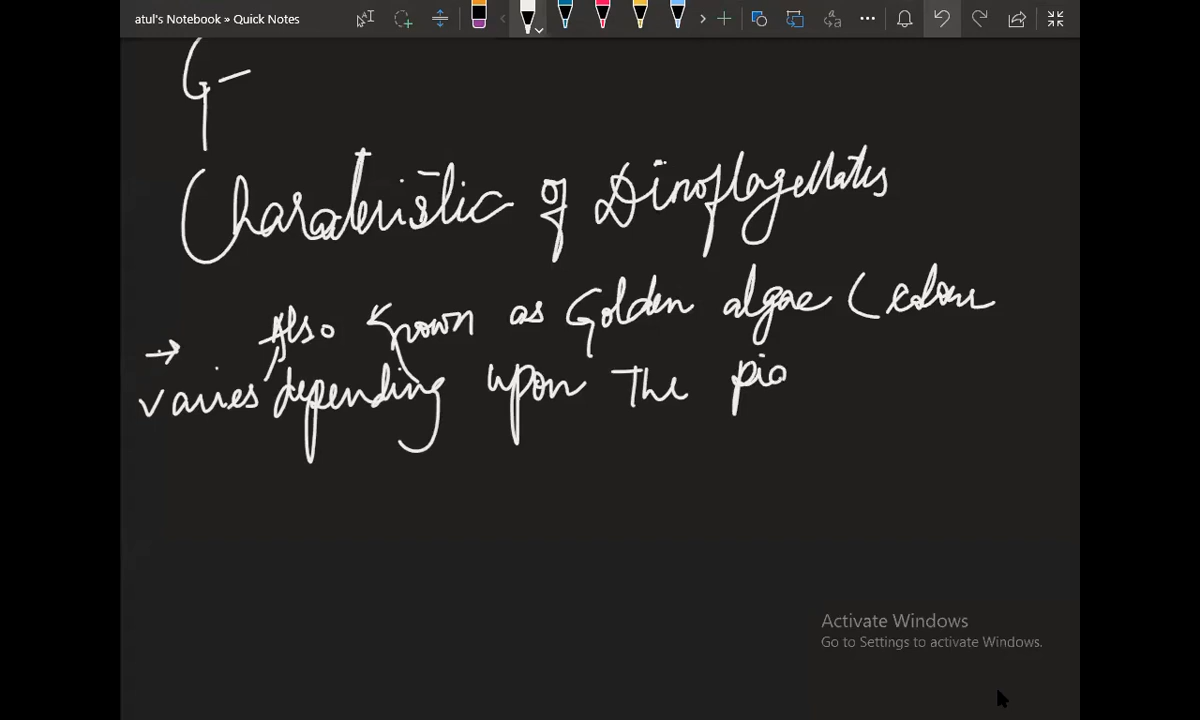 atul's Notebook » Quick Notes
G-
Charateristic of Dinoflagellates
→ Also known as Golden algae (colour
varies depending upon The pig
Activate Windows
Go to Settings to activate Windows.